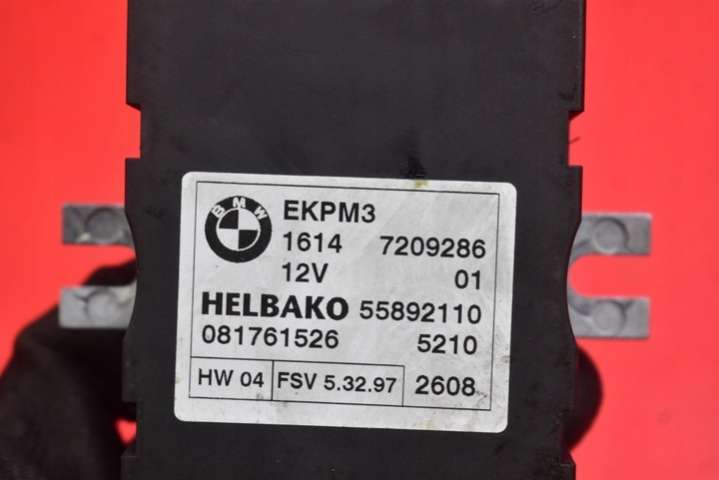 BMW
EKPM3
1614 7209286
12V 01
HELBAKO 55892110
081761526 5210
HW 04 FSV 5.32.97 2608